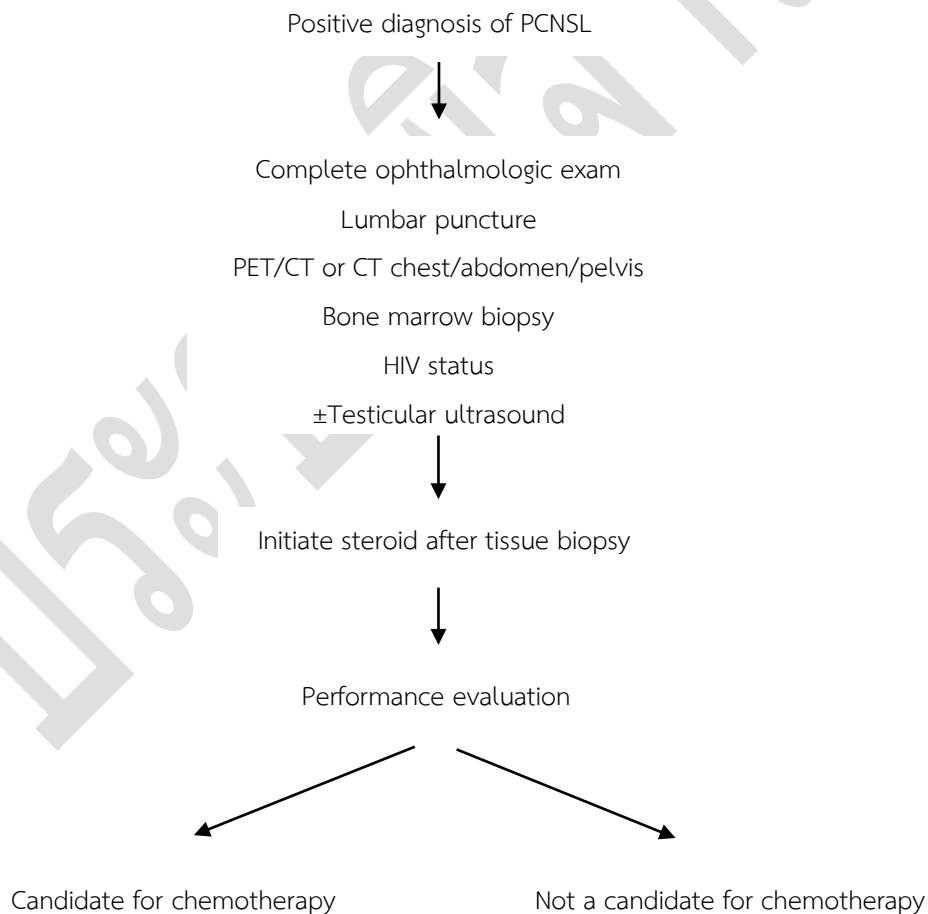 Positive diagnosis of PCNSL
Complete ophthalmologic exam
Lumbar puncture
PET/CT or CT chest/abdomen/pelvis
Bone marrow biopsy
HIV status
±Testicular ultrasound
Initiate steroid after tissue biopsy
Performance evaluation
Candidate for chemotherapy
Not a candidate for chemotherapy